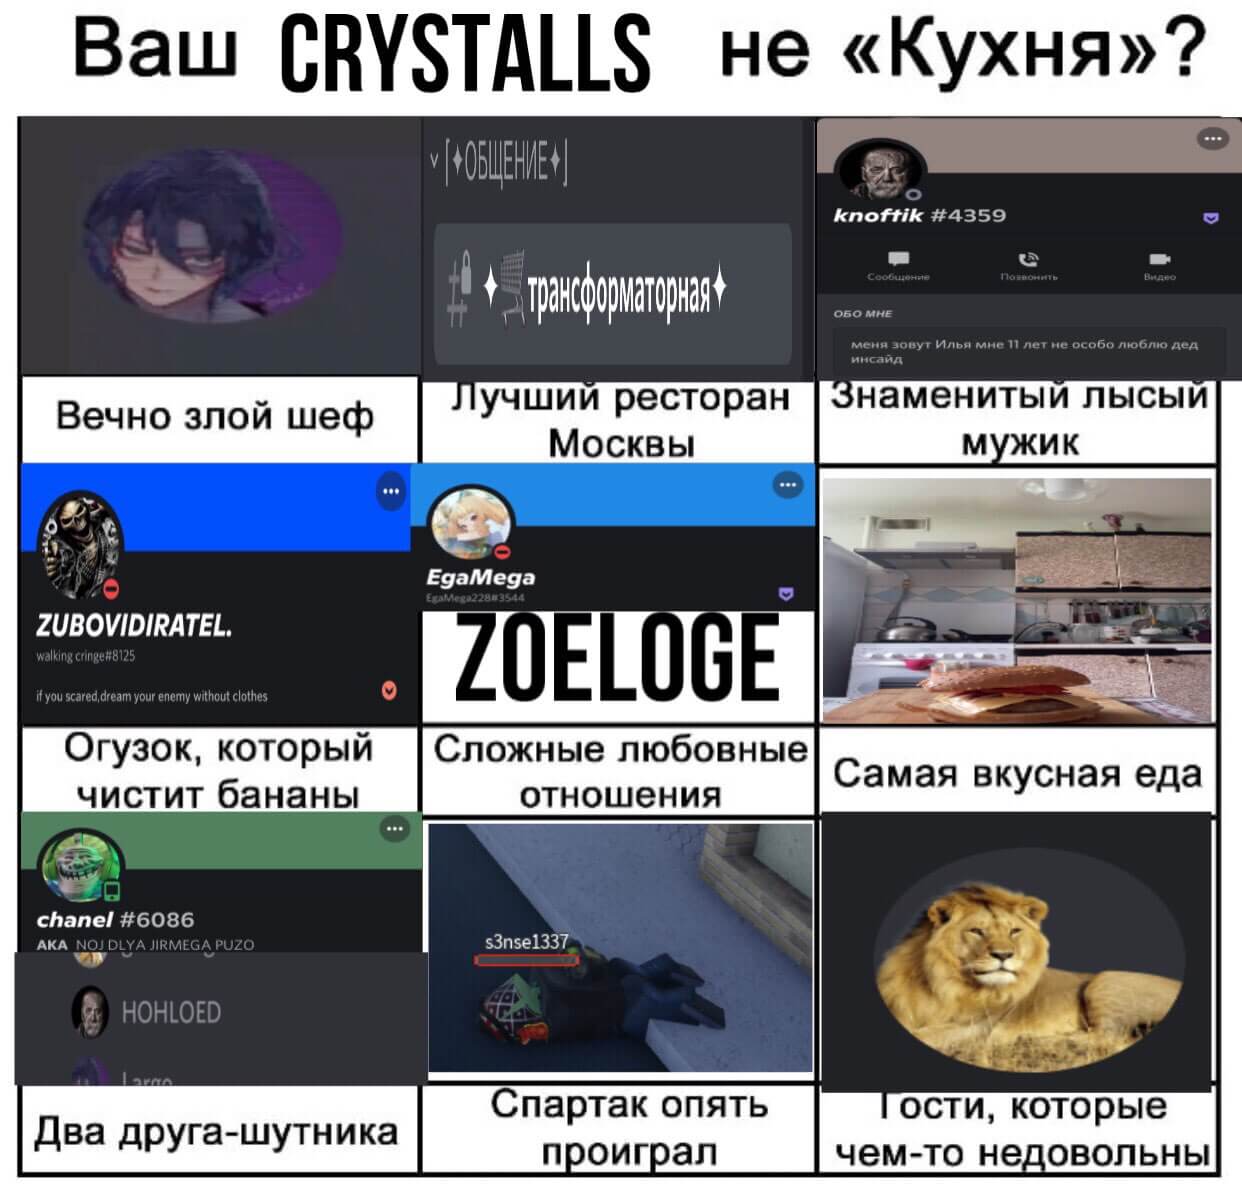 Ваш CRYSTALLS не «Кухня»?
[✦ОБЩЕНИЕ✦]
✦🛒трансформаторная✦
knoftik #4359
Сообщение
Позвонить
Видео
ОБО МНЕ
меня зовут Илья мне 11 лет не особо люблю дед
инсайд
Вечно злой шеф
Лучший ресторан
Москвы
Знаменитый лысый
мужик
ZUBOVIDIRATEL.
walking cringe#8125
if you scared,dream your enemy without clothes
EgaMega
EgaMega228#3544
ZOELOGE
Огузок, который
чистит бананы
Сложные любовные
отношения
Самая вкусная еда
chanel #6086
AKA NOJ DLYA JIRMEGA PUZO
HOHLOED
Largo
s3nse1337
Два друга-шутника
Спартак опять
проиграл
Гости, которые
чем-то недовольны